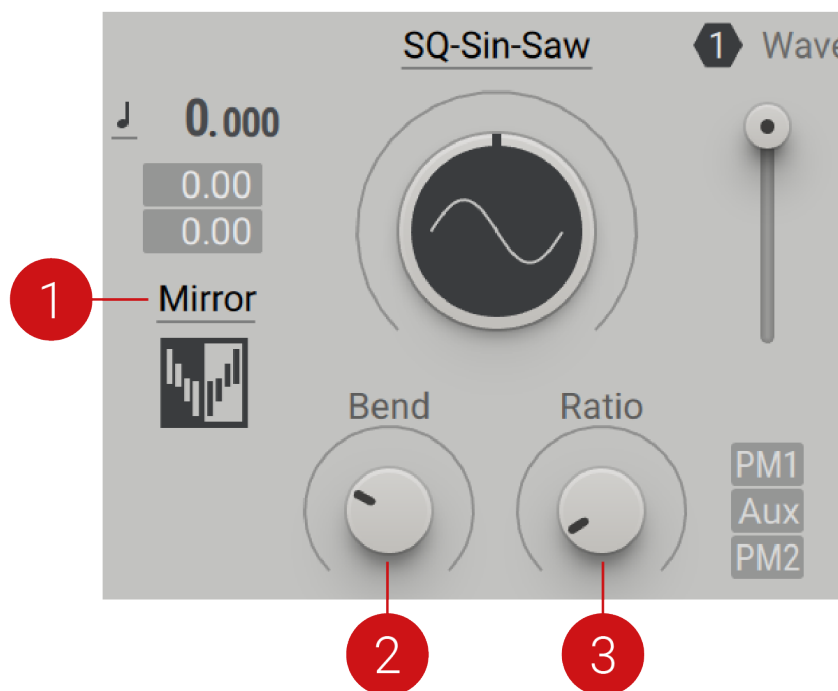 SQ-Sin-Saw
1
0.000
0.00
0.00
1
Mirror
Bend
Ratio
PM1
Aux
PM2
2
3